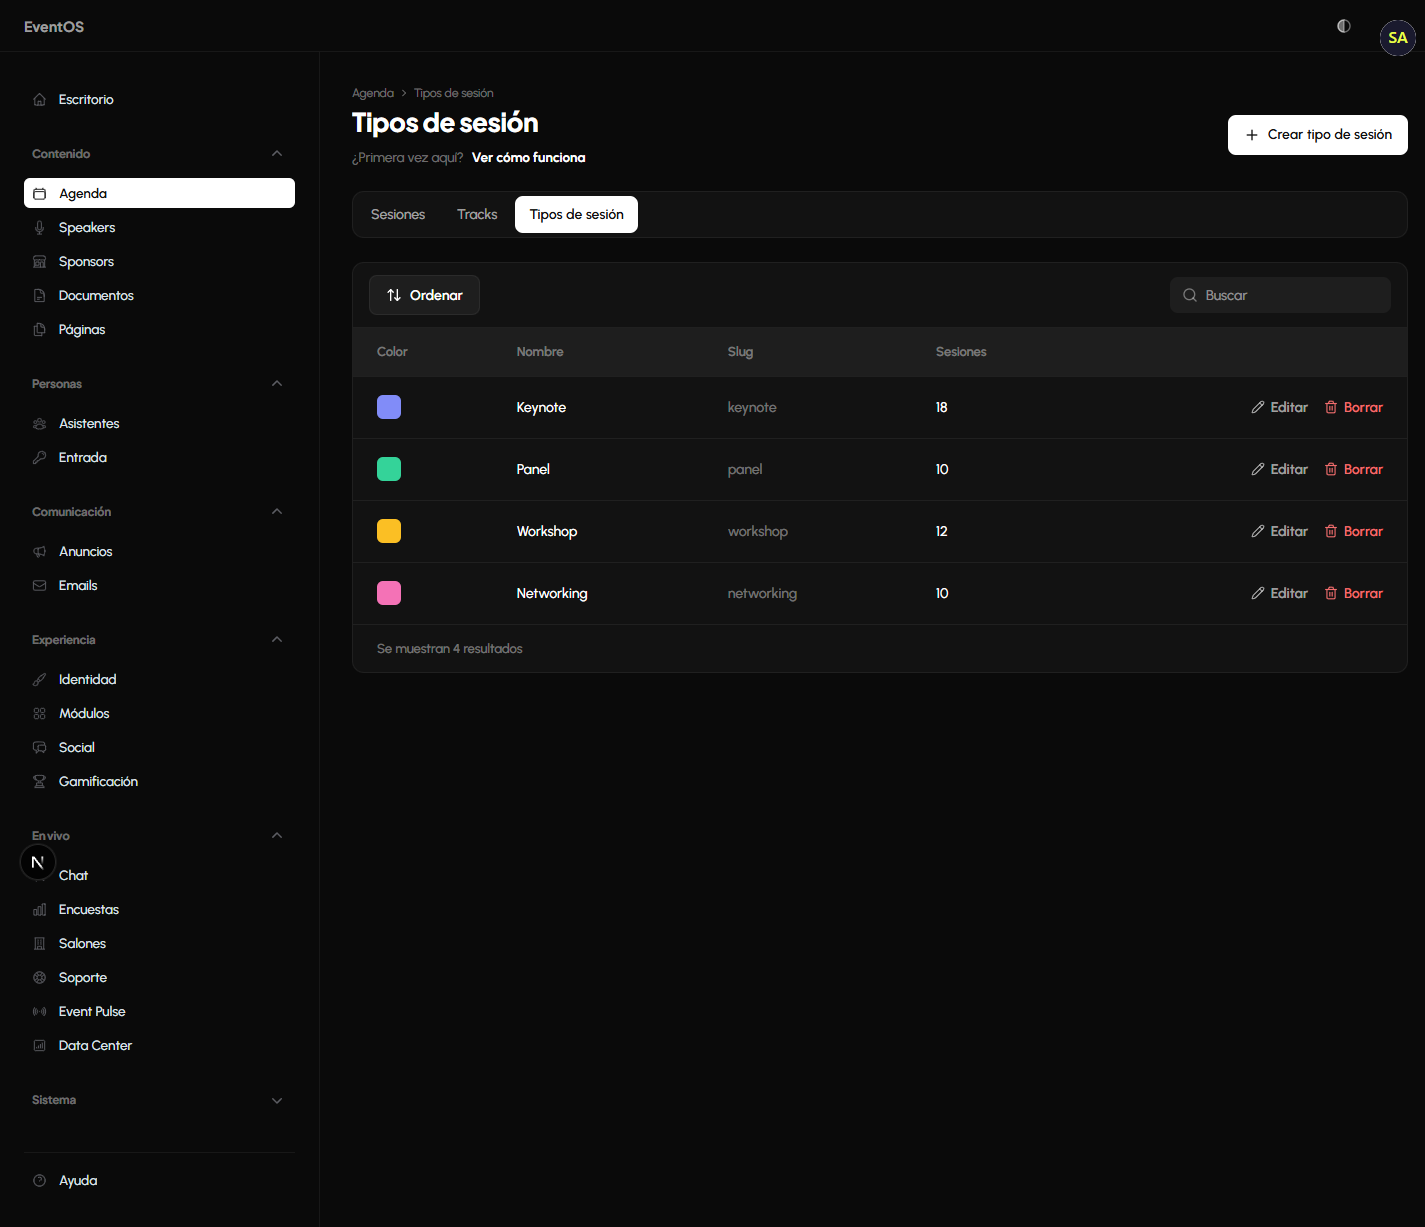 EventOS
SA
Escritorio
Contenido
Agenda
Speakers
Sponsors
Documentos
Páginas
Personas
Asistentes
Entrada
Comunicación
Anuncios
Emails
Experiencia
Identidad
Módulos
Social
Gamificación
En vivo
N
Chat
Encuestas
Salones
Soporte
Event Pulse
Data Center
Sistema
Ayuda
Agenda > Tipos de sesión
Tipos de sesión
¿Primera vez aquí? Ver cómo funciona
+ Crear tipo de sesión
Sesiones Tracks Tipos de sesión
Ordenar Buscar
Color Nombre Slug Sesiones
Keynote keynote 18 Editar Borrar
Panel panel 10 Editar Borrar
Workshop workshop 12 Editar Borrar
Networking networking 10 Editar Borrar
Se muestran 4 resultados